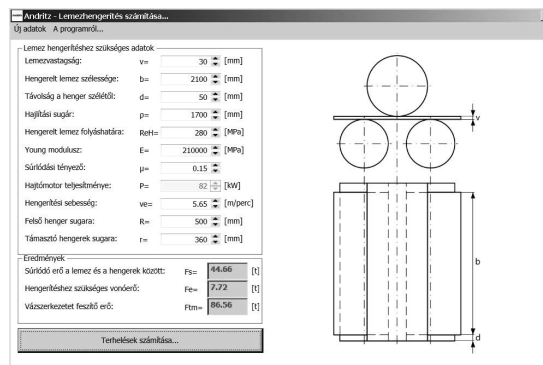 Andritz - Lemezhengerítés számítása...
Új adatok A programról...
Lemez hengerítéshez szükséges adatok
Lemezvastagság: v= 30 [mm]
Hengerelt lemez szélessége: b= 2100 [mm]
Távolság a henger szélétől: d= 50 [mm]
Hajlítási sugár: ρ= 1700 [mm]
Hengerelt lemez folyáshatára: ReH= 280 [MPa]
Young modulusz: E= 210000 [MPa]
Súrlódási tényező: μ= 0.15
Hajtómotor teljesítménye: P= 82 [kW]
Hengerítési sebesség: ve= 5.65 [m/perc]
Felső henger sugara: R= 500 [mm]
Támasztó hengerek sugara: r= 360 [mm]
Eredmények
Súrlódó erő a lemez és a hengerek között: Fs= 44.66 [t]
Hengerítéshez szükséges vonóerő: Fe= 7.72 [t]
Vázszerkezetet feszítő erő: Ftm= 86.56 [t]
Terhelések számítása...
v
b
d